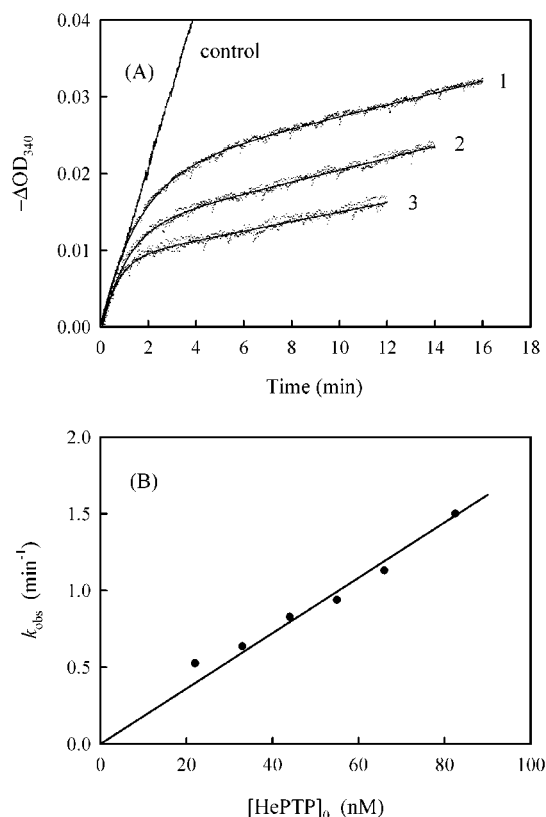 0.04
control
(A)
0.03
1
−ΔOD340
0.02
2
3
0.01
0.00
0 2 4 6 8 10 12 14 16 18
Time (min)
2.0
(B)
1.5
kobs (min-1)
1.0
0.5
0.0
0 20 40 60 80 100
[HePTP]0 (nM)